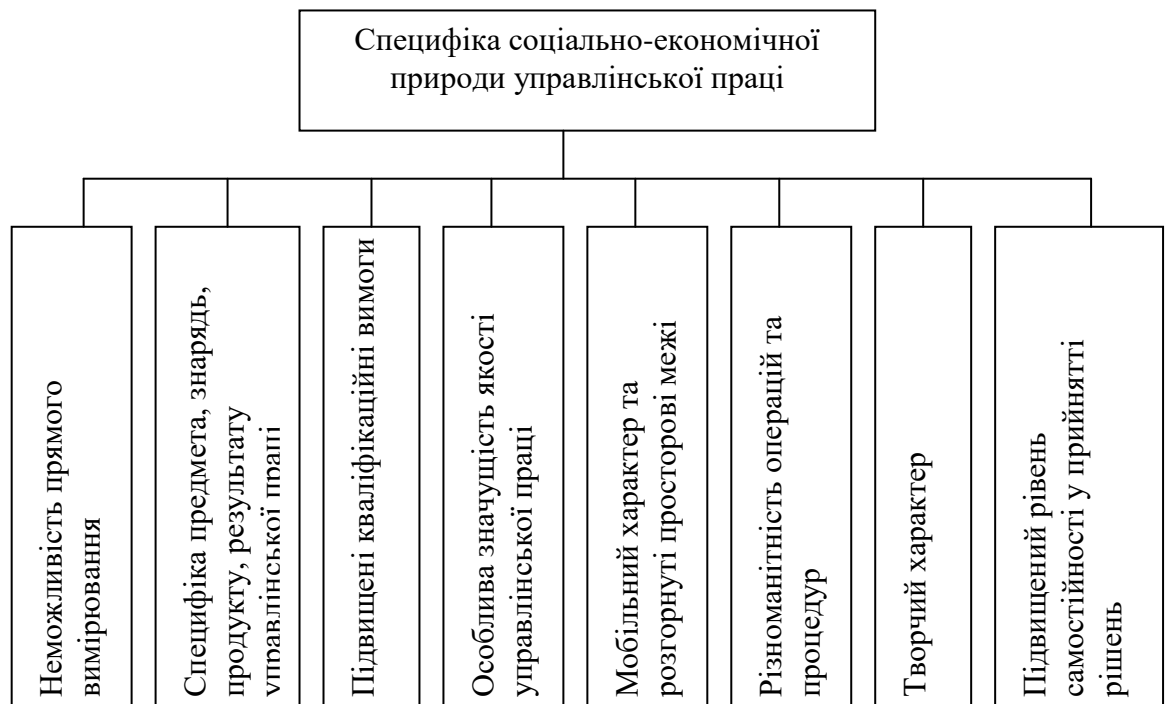 Специфіка соціально-економічної
природи управлінської праці
Неможливість прямого
вимірювання
Специфіка предмета, знарядь,
продукту, результату
управлінської праці
Підвищені кваліфікаційні вимоги
Особлива значущість якості
управлінської праці
Мобільний характер та
розгорнуті просторові межі
Різноманітність операцій та
процедур
Творчий характер
Підвищений рівень
самостійності у прийнятті
рішень